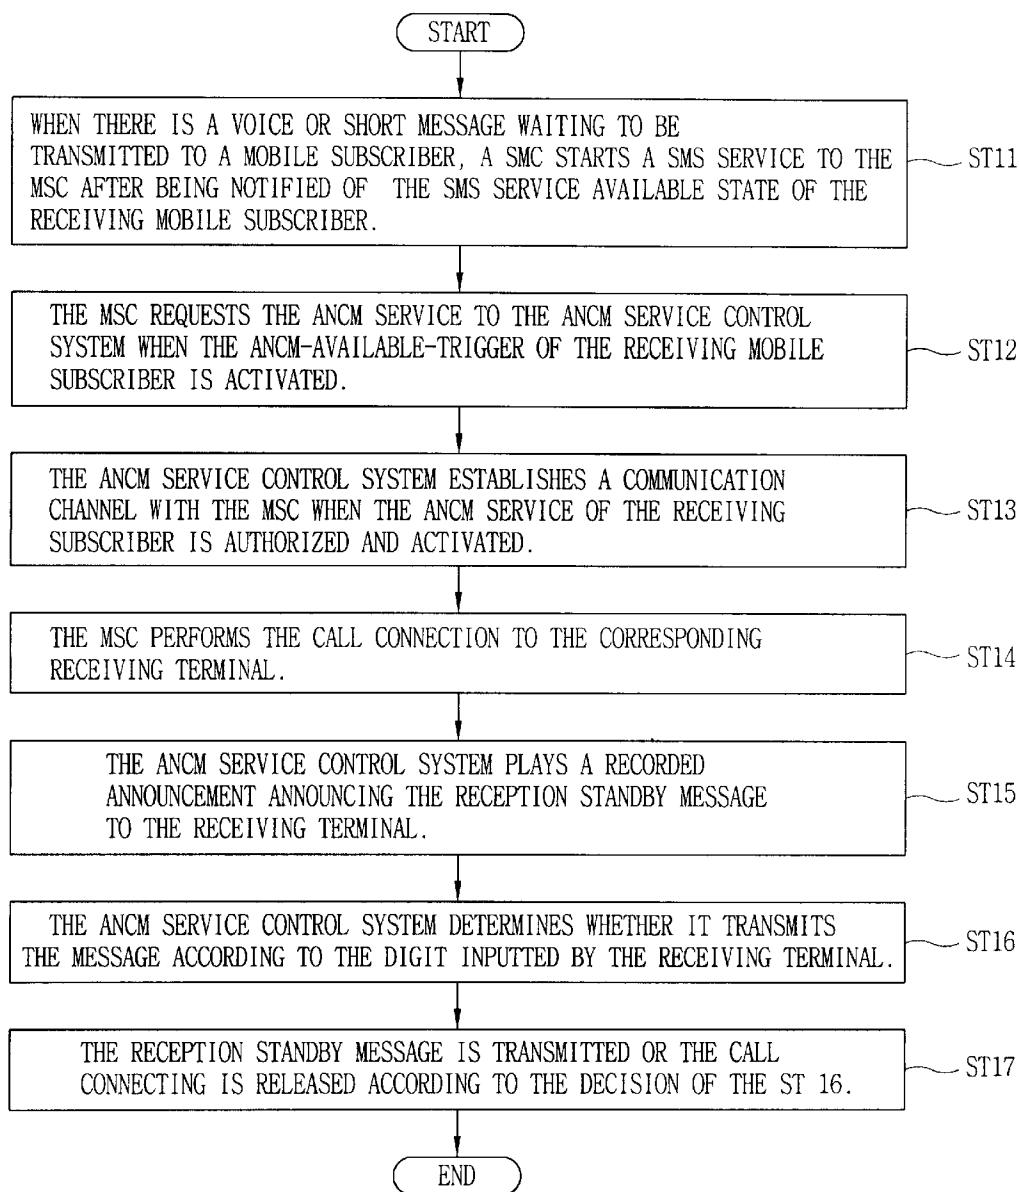 START
WHEN THERE IS A VOICE OR SHORT MESSAGE WAITING TO BE
TRANSMITTED TO A MOBILE SUBSCRIBER, A SMC STARTS A SMS SERVICE TO THE
MSC AFTER BEING NOTIFIED OF THE SMS SERVICE AVAILABLE STATE OF THE
RECEIVING MOBILE SUBSCRIBER.
ST11
THE MSC REQUESTS THE ANCM SERVICE TO THE ANCM SERVICE CONTROL
SYSTEM WHEN THE ANCM-AVAILABLE-TRIGGER OF THE RECEIVING MOBILE
SUBSCRIBER IS ACTIVATED.
ST12
THE ANCM SERVICE CONTROL SYSTEM ESTABLISHES A COMMUNICATION
CHANNEL WITH THE MSC WHEN THE ANCM SERVICE OF THE RECEIVING
SUBSCRIBER IS AUTHORIZED AND ACTIVATED.
ST13
THE MSC PERFORMS THE CALL CONNECTION TO THE CORRESPONDING
RECEIVING TERMINAL.
ST14
THE ANCM SERVICE CONTROL SYSTEM PLAYS A RECORDED
ANNOUNCEMENT ANNOUNCING THE RECEPTION STANDBY MESSAGE
TO THE RECEIVING TERMINAL.
ST15
THE ANCM SERVICE CONTROL SYSTEM DETERMINES WHETHER IT TRANSMITS
THE MESSAGE ACCORDING TO THE DIGIT INPUTTED BY THE RECEIVING TERMINAL.
ST16
THE RECEPTION STANDBY MESSAGE IS TRANSMITTED OR THE CALL
CONNECTING IS RELEASED ACCORDING TO THE DECISION OF THE ST 16.
ST17
END